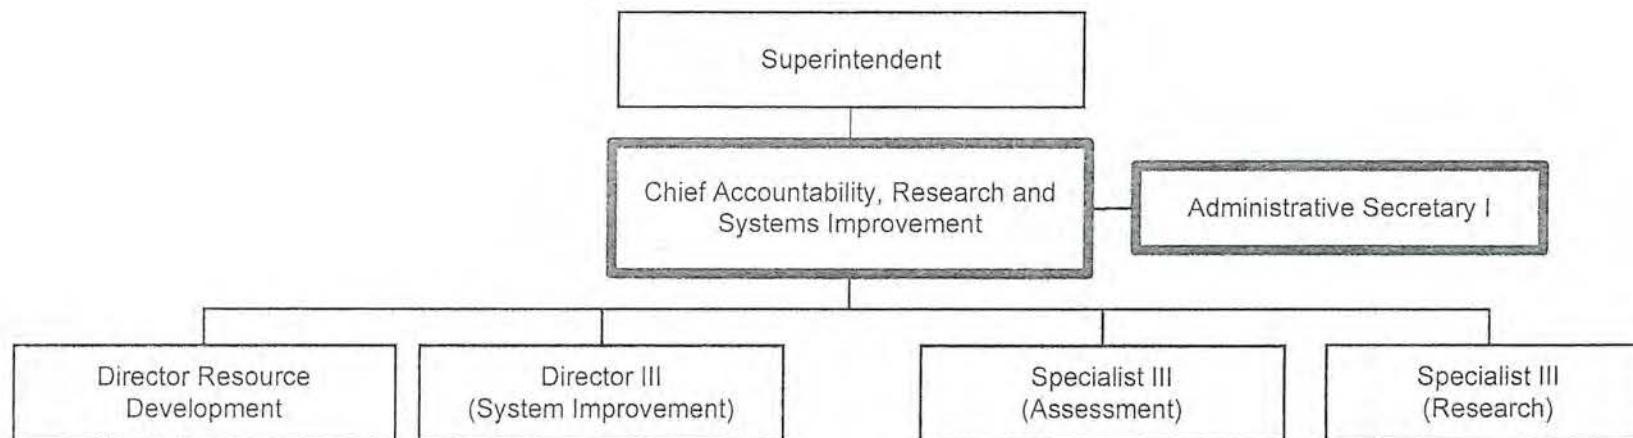 Superintendent
Chief Accountability, Research and
Systems Improvement
Administrative Secretary I
Director Resource
Development
Director III
(System Improvement)
Specialist III
(Assessment)
Specialist III
(Research)